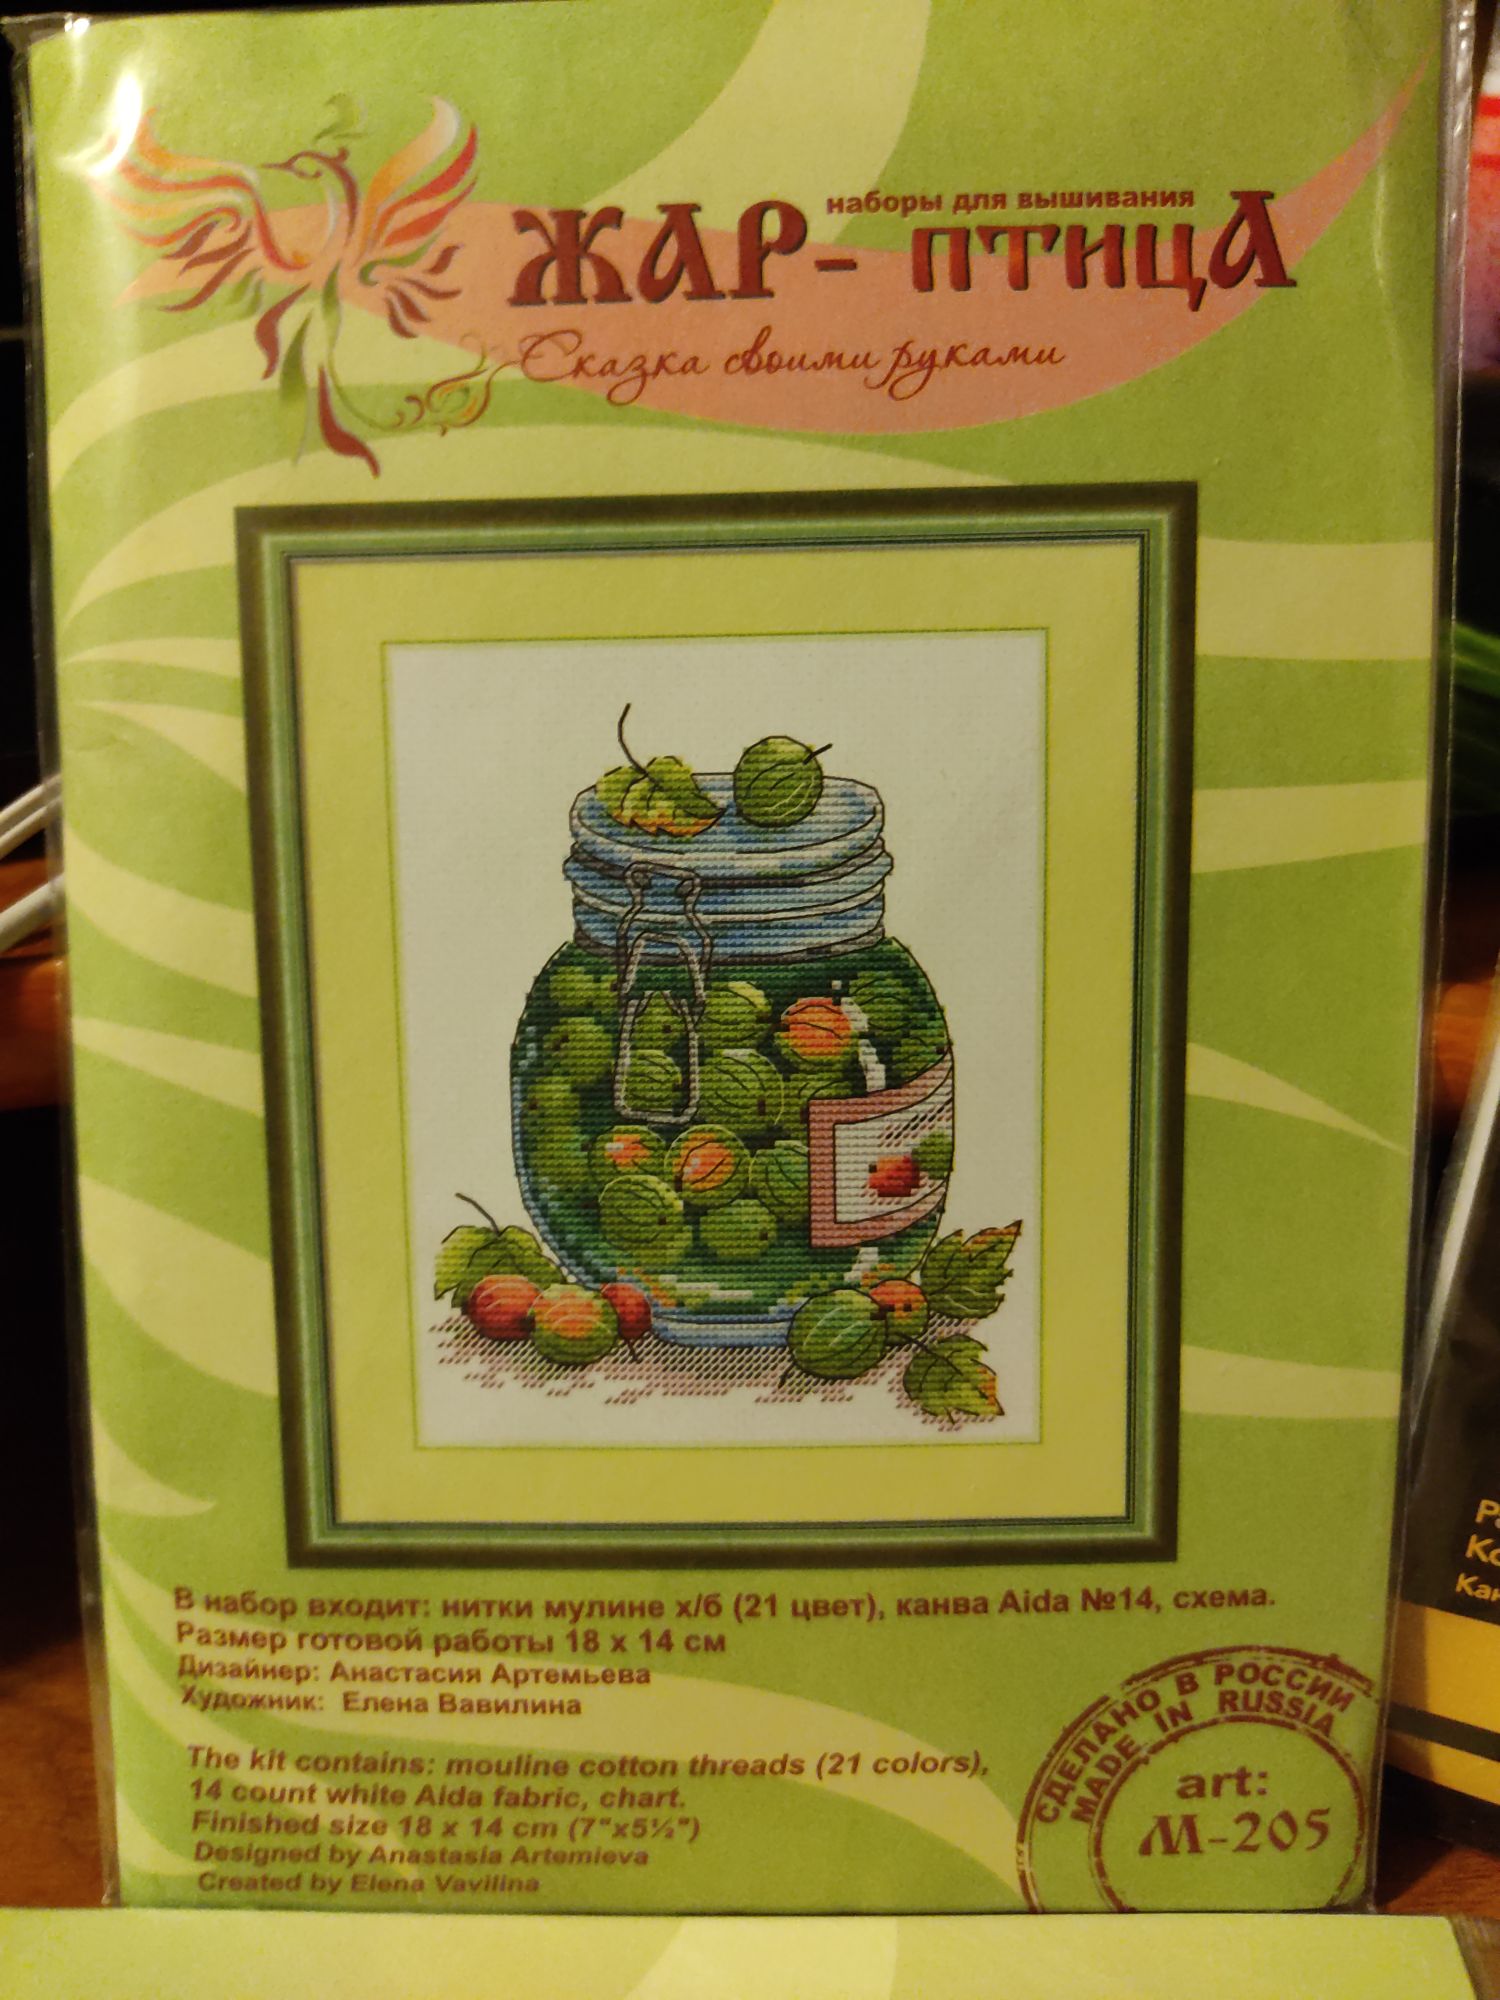 наборы для вышивания
ЖАР-ПТИЦА
Сказка своими руками
В набор входит: нитки мулине х/б (21 цвет), канва Aida №14, схема.
Размер готовой работы 18 х 14 см
Дизайнер: Анастасия Артемьева
Художник: Елена Вавилина
The kit contains: mouline cotton threads (21 colors),
14 count white Aida fabric, chart.
Finished size 18 x 14 cm (7"x5½")
Designed by Anastasia Artemieva
Created by Elena Vavilina
СДЕЛАНО В РОССИИ
MADE IN RUSSIA
art:
М-205